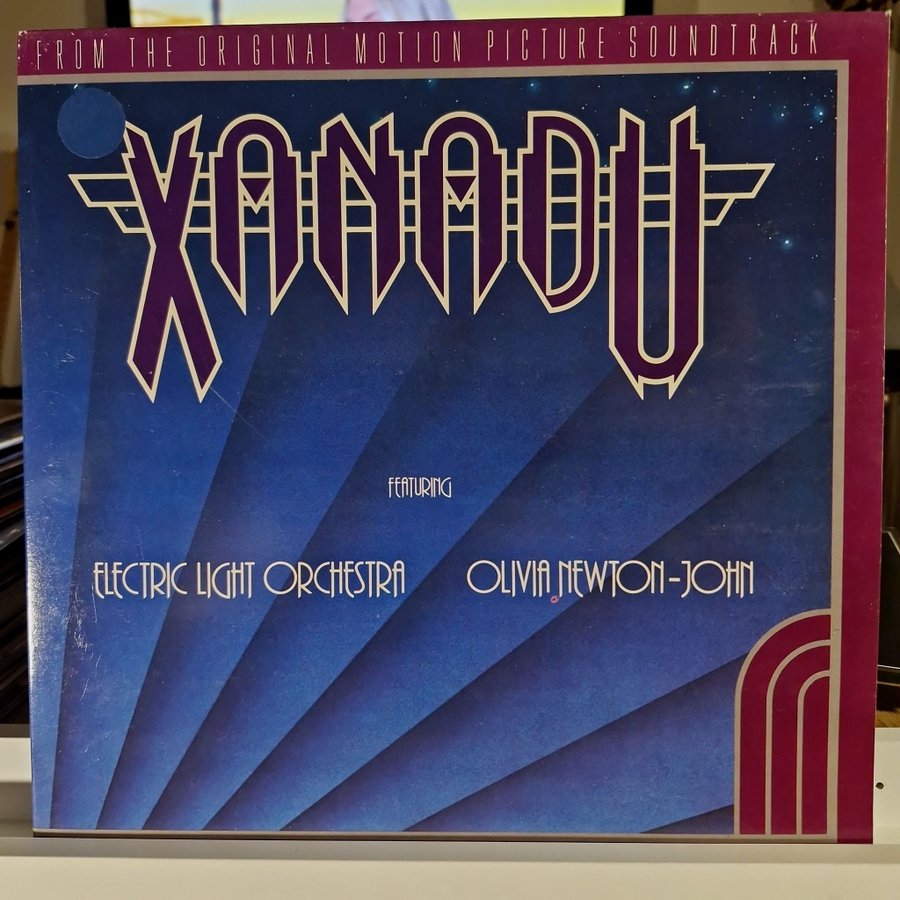 FROM THE ORIGINAL MOTION PICTURE SOUNDTRACK
XANADU
FEATURING
ELECTRIC LIGHT ORCHESTRA OLIVIA NEWTON-JOHN